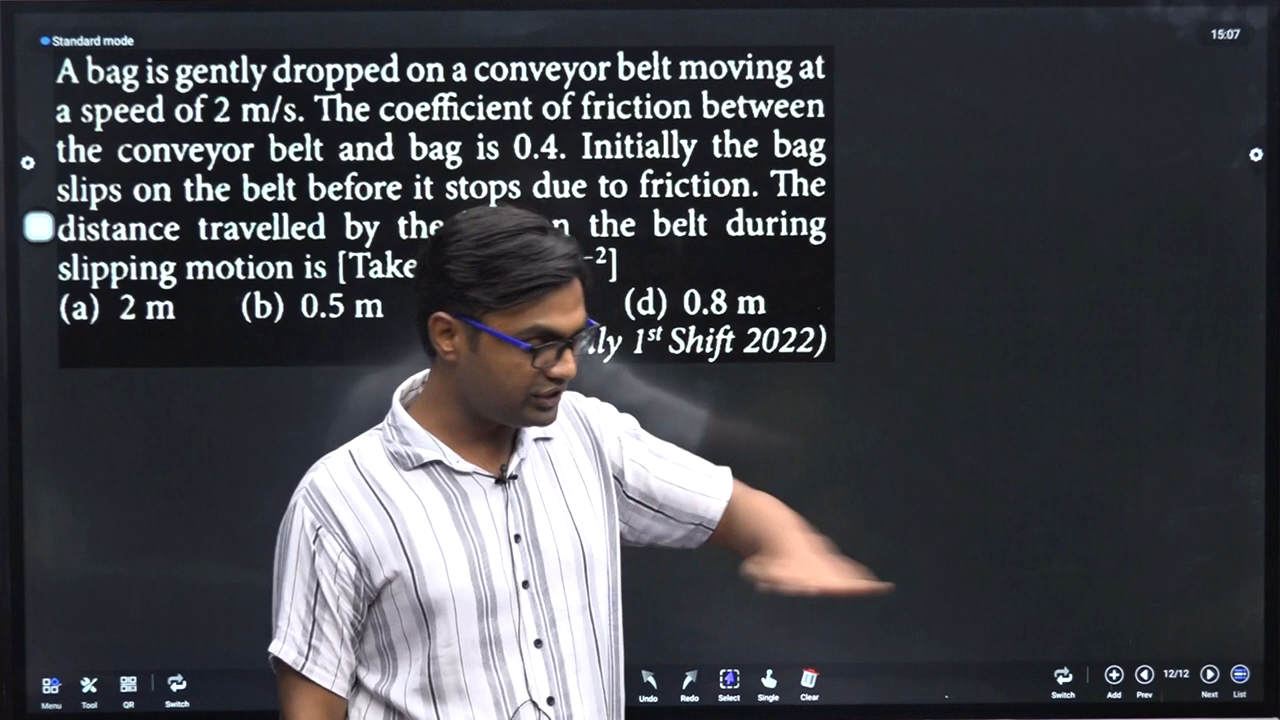 Standard mode
15:07
A bag is gently dropped on a conveyor belt moving at
a speed of 2 m/s. The coefficient of friction between
the conveyor belt and bag is 0.4. Initially the bag
slips on the belt before it stops due to friction. The
distance travelled by the the belt during
slipping motion is [Take ⁻²]
(a) 2 m (b) 0.5 m (d) 0.8 m
1ˢᵗ Shift 2022)
Menu Tool QR Switch Undo Redo Select Single Clear Switch Add Prev 12/12 Next List